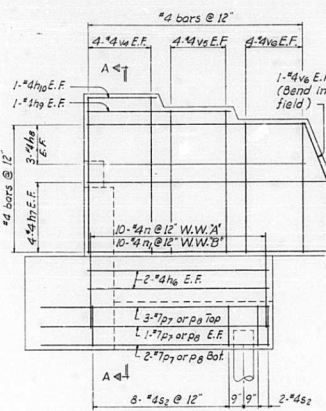 #4 bars @ 12"
4-#4v4 E.F.
4-#4v5 E.F.
4-#4v6 E.F.
A
1-#4h10 E.F.
1-#4h9 E.F.
1-#4v6 E.F.
(Bend in
field)
3-#4h8
E.F.
#4 bars @ 12"
4-#4h7 E.F.
10-#4n @ 12" W.W."A"
10-#4n1 @ 12" W.W."B"
2-#4h6 E.F.
3-#7p7 or p8 Top
1-#7p7 or p8 E.F.
2-#7p7 or p8 Bot.
A
8-#4s2 @ 12"
9"
9"
2-#4s2